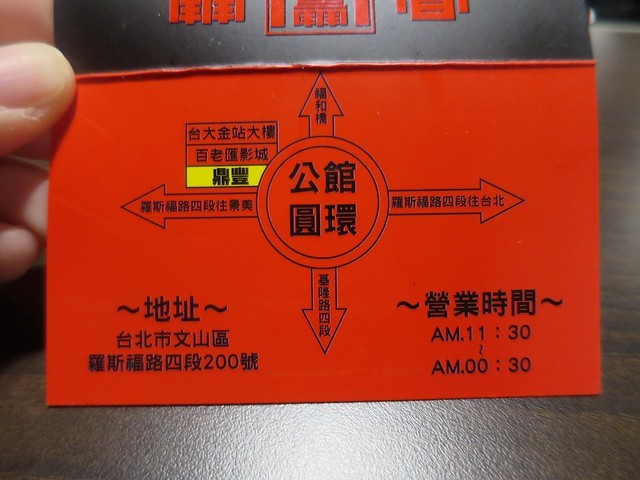 福和橋
台大金站大樓
百老匯影城
鼎豐
公館
圓環
羅斯福路四段往景美
羅斯福路四段往台北
基隆路四段
～地址～
台北市文山區
羅斯福路四段200號
～營業時間～
AM.11：30
～
AM.00：30